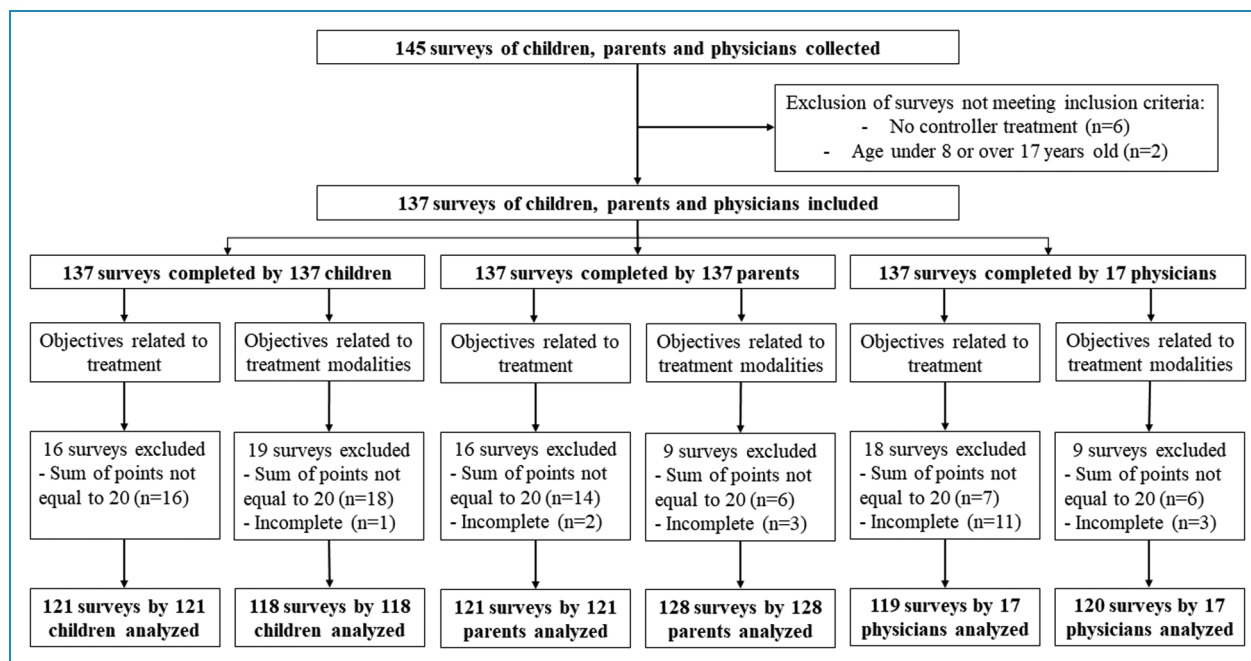 145 surveys of children, parents and physicians collected
Exclusion of surveys not meeting inclusion criteria:
- No controller treatment (n=6)
- Age under 8 or over 17 years old (n=2)
137 surveys of children, parents and physicians included
137 surveys completed by 137 children
137 surveys completed by 137 parents
137 surveys completed by 17 physicians
Objectives related to
treatment
Objectives related to
treatment modalities
Objectives related to
treatment
Objectives related to
treatment modalities
Objectives related to
treatment
Objectives related to
treatment modalities
16 surveys excluded
- Sum of points not
equal to 20 (n=16)
19 surveys excluded
- Sum of points not
equal to 20 (n=18)
- Incomplete (n=1)
16 surveys excluded
- Sum of points not
equal to 20 (n=14)
- Incomplete (n=2)
9 surveys excluded
- Sum of points not
equal to 20 (n=6)
- Incomplete (n=3)
18 surveys excluded
- Sum of points not
equal to 20 (n=7)
- Incomplete (n=11)
9 surveys excluded
- Sum of points not
equal to 20 (n=6)
- Incomplete (n=3)
121 surveys by 121
children analyzed
118 surveys by 118
children analyzed
121 surveys by 121
parents analyzed
128 surveys by 128
parents analyzed
119 surveys by 17
physicians analyzed
120 surveys by 17
physicians analyzed